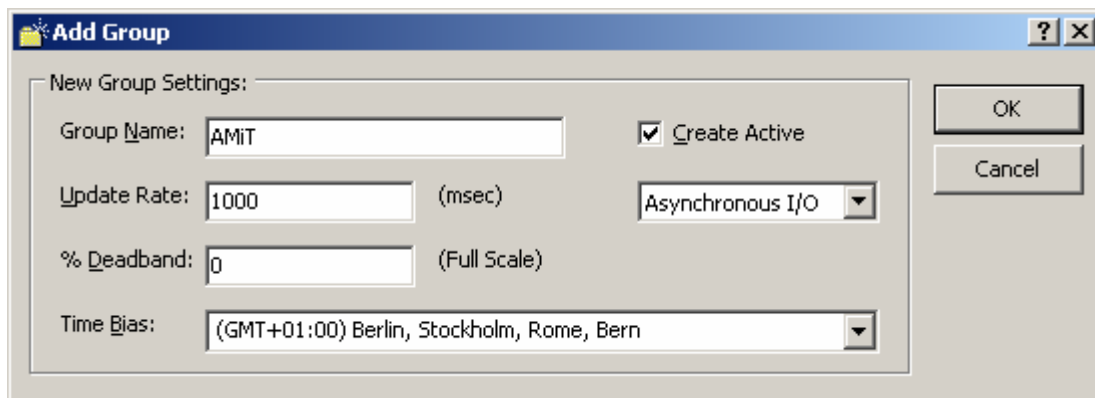 Add Group
New Group Settings:
Group Name: AMiT Create Active OK
Update Rate: 1000 (msec) Asynchronous I/O Cancel
% Deadband: 0 (Full Scale)
Time Bias: (GMT+01:00) Berlin, Stockholm, Rome, Bern